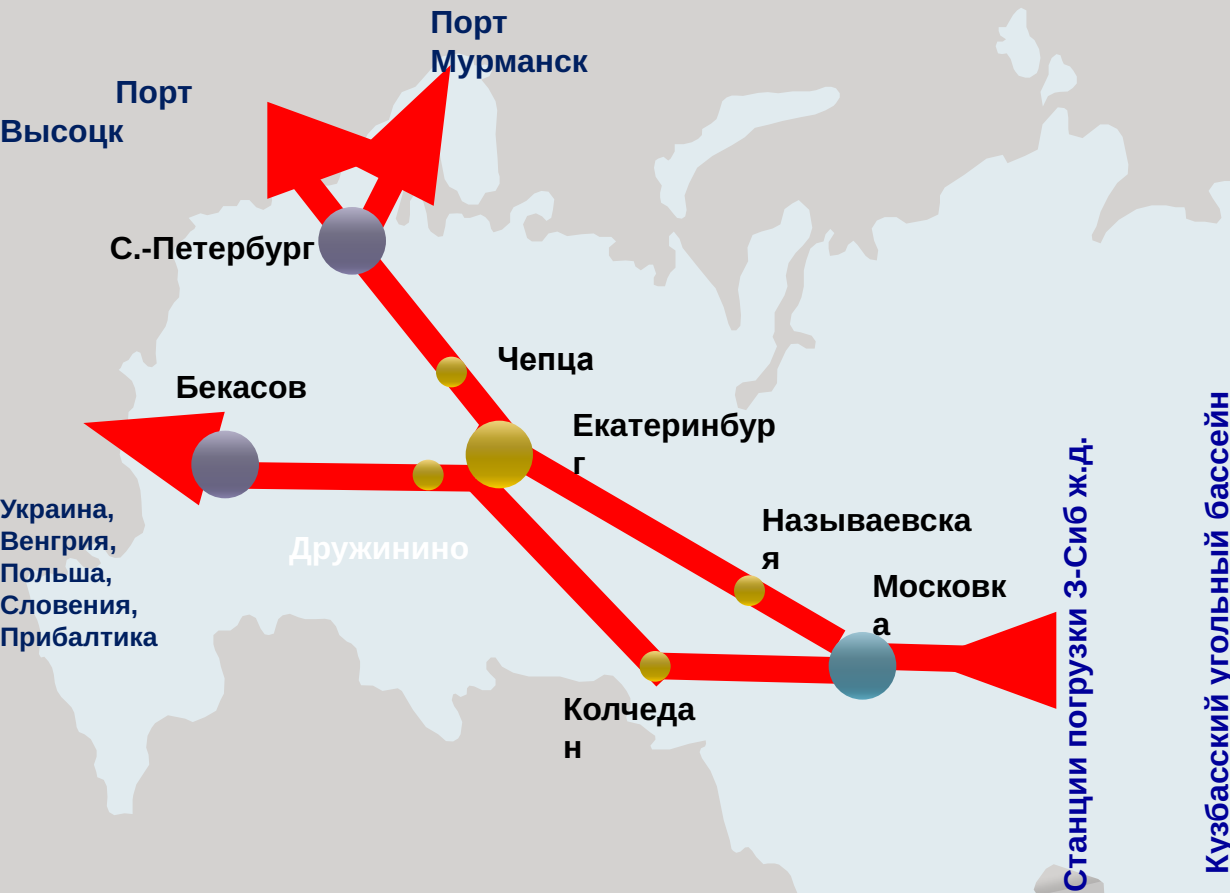 Порт
Мурманск
Порт
Высоцк
С.-Петербург
Чепца
Бекасов
Екатеринбур
г
Украина,
Венгрия,
Польша,
Словения,
Прибалтика
Дружинино
Называевска
я
Московк
а
Колчеда
н
Станции погрузки З-Сиб ж.д.
Кузбасский угольный бассейн